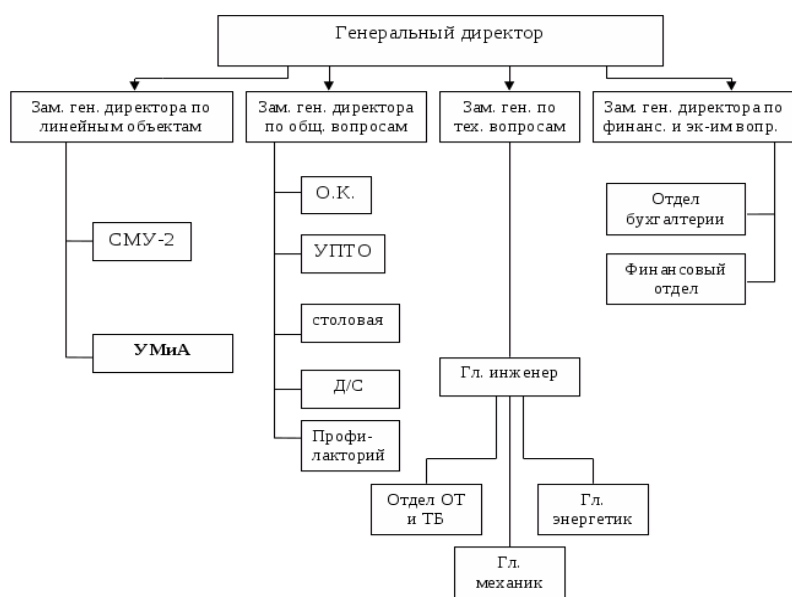 Генеральный директор
Зам. ген. директора по
линейным объектам
Зам. ген. директора
по общ. вопросам
Зам. ген. по
тех. вопросам
Зам. ген. директора по
финанс. и эк-им вопр.
СМУ-2
УМиА
О.К.
УПТО
столовая
Д/С
Профи-
лакторий
Гл. инженер
Отдел ОТ
и ТБ
Гл.
механик
Гл.
энергетик
Отдел
бухгалтерии
Финансовый
отдел